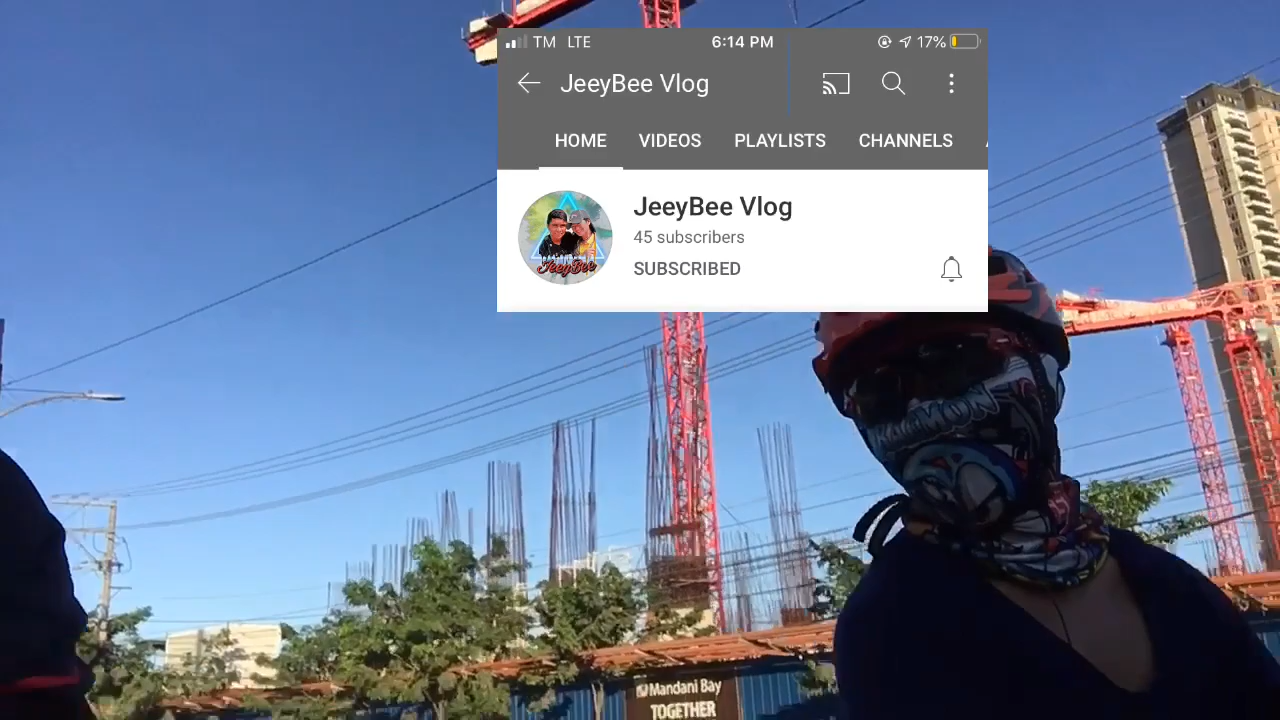 TM LTE 6:14 PM 17%
JeeyBee Vlog
HOME VIDEOS PLAYLISTS CHANNELS
JeeyBee
JeeyBee Vlog
45 subscribers
SUBSCRIBED
Mandani Bay
TOGETHER